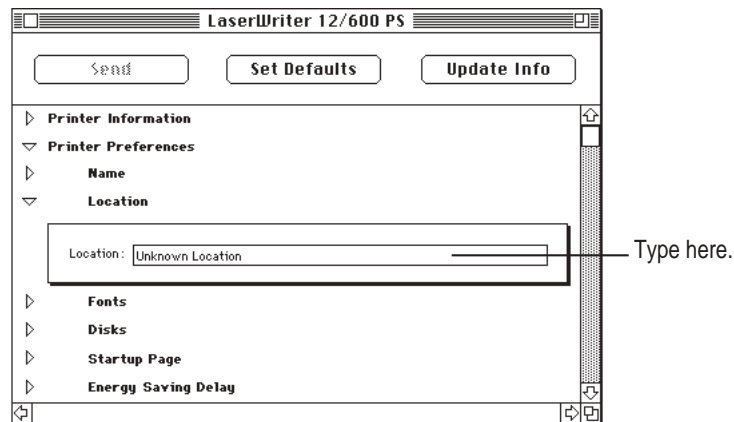 LaserWriter 12/600 PS
Send Set Defaults Update Info
Printer Information
Printer Preferences
Name
Location
Location: Unknown Location
Type here.
Fonts
Disks
Startup Page
Energy Saving Delay